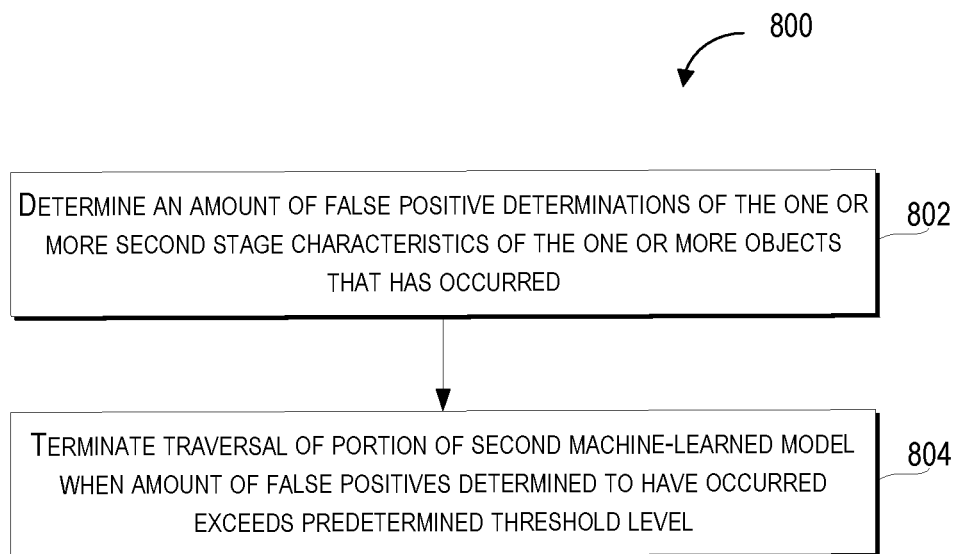 800
DETERMINE AN AMOUNT OF FALSE POSITIVE DETERMINATIONS OF THE ONE OR
MORE SECOND STAGE CHARACTERISTICS OF THE ONE OR MORE OBJECTS
THAT HAS OCCURRED
802
TERMINATE TRAVERSAL OF PORTION OF SECOND MACHINE-LEARNED MODEL
WHEN AMOUNT OF FALSE POSITIVES DETERMINED TO HAVE OCCURRED
EXCEEDS PREDETERMINED THRESHOLD LEVEL
804